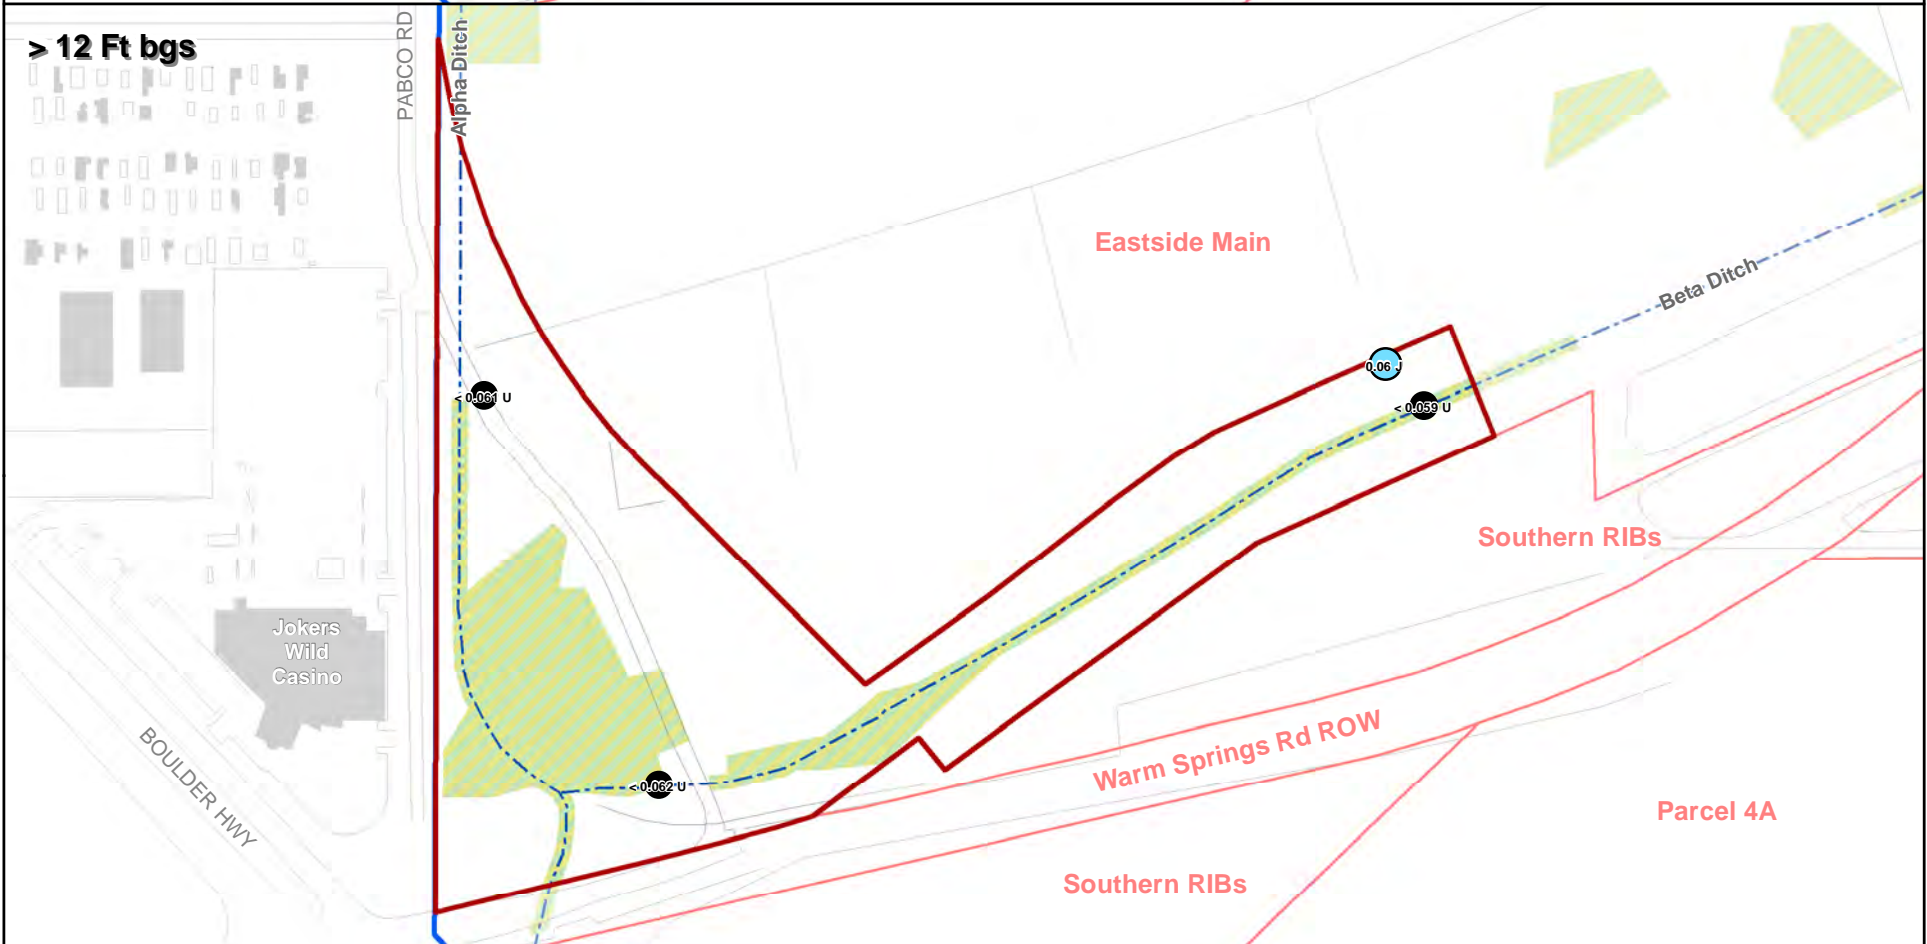 > 12 Ft bgs
PABCO RD
Alpha Ditch
Eastside Main
Beta Ditch
0.06 J
< 0.061 U
< 0.059 U
Southern RIBs
Jokers
Wild
Casino
BOULDER HWY
< 0.062 U
Warm Springs Rd ROW
Parcel 4A
Southern RIBs